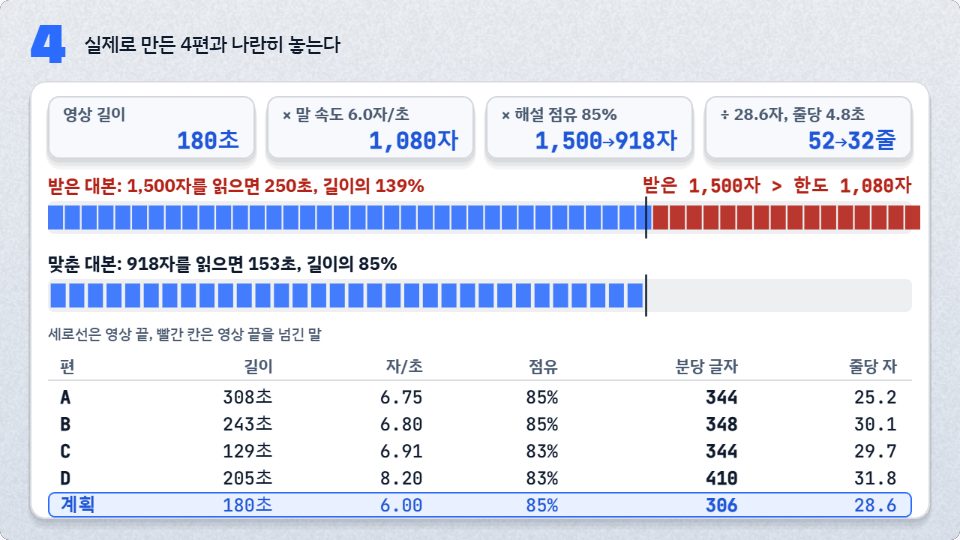 4 실제로 만든 4편과 나란히 놓는다
영상 길이 × 말 속도 6.0자/초 × 해설 점유 85% ÷ 28.6자, 줄당 4.8초
180초 1,080자 1,500→918자 52→32줄
받은 대본: 1,500자를 읽으면 250초, 길이의 139% 받은 1,500자 > 한도 1,080자
맞춘 대본: 918자를 읽으면 153초, 길이의 85%
세로선은 영상 끝, 빨간 칸은 영상 끝을 넘긴 말
편 길이 자/초 점유 분당 글자 줄당 자
A 308초 6.75 85% 344 25.2
B 243초 6.80 85% 348 30.1
C 129초 6.91 83% 344 29.7
D 205초 8.20 83% 410 31.8
계획 180초 6.00 85% 306 28.6